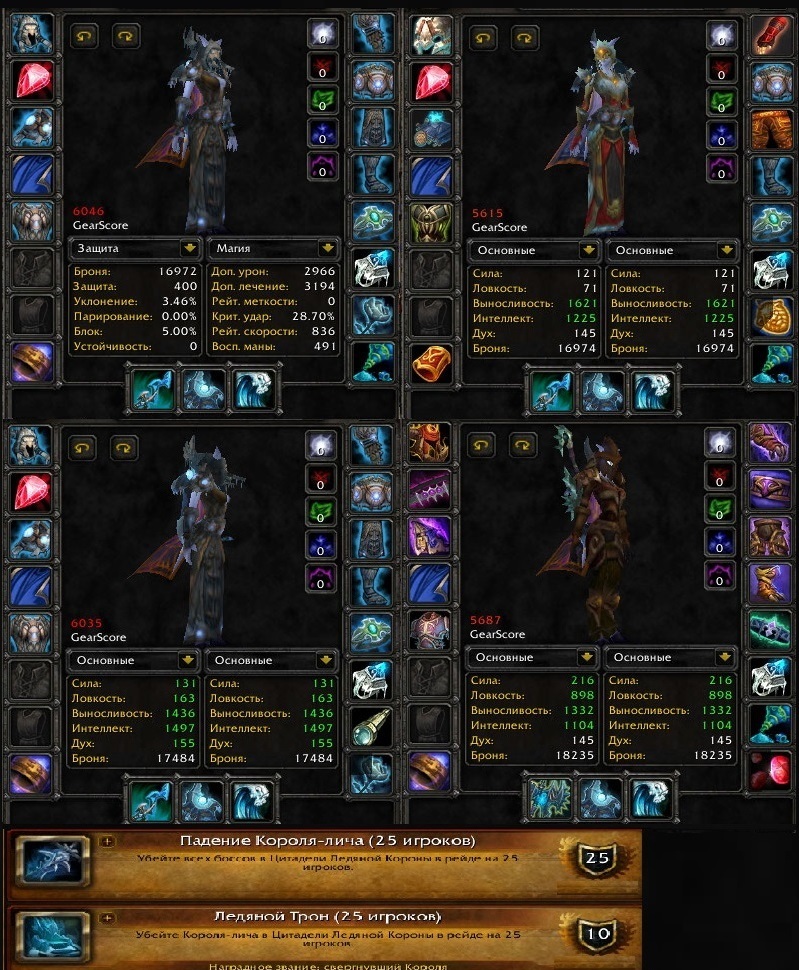 0
0
0
0
0
6046
GearScore
Защита
Магия
Броня: 16972
Защита: 400
Уклонение: 3.46%
Парирование: 0.00%
Блок: 5.00%
Устойчивость: 0
Доп. урон: 2966
Доп. лечение: 3194
Рейт. меткости: 0
Крит. удар: 28.70%
Рейт. скорости: 836
Восп. маны: 491
0
0
0
0
0
5615
GearScore
Основные
Основные
Сила: 121
Ловкость: 71
Выносливость: 1621
Интеллект: 1225
Дух: 145
Броня: 16974
Сила: 121
Ловкость: 71
Выносливость: 1621
Интеллект: 1225
Дух: 145
Броня: 16974
0
0
0
0
0
6035
GearScore
Основные
Основные
Сила: 131
Ловкость: 163
Выносливость: 1436
Интеллект: 1497
Дух: 155
Броня: 17484
Сила: 131
Ловкость: 163
Выносливость: 1436
Интеллект: 1497
Дух: 155
Броня: 17484
0
0
0
0
0
5687
GearScore
Основные
Основные
Сила: 216
Ловкость: 898
Выносливость: 1332
Интеллект: 1104
Дух: 145
Броня: 18235
Сила: 216
Ловкость: 898
Выносливость: 1332
Интеллект: 1104
Дух: 145
Броня: 18235
Падение Короля-лича (25 игроков)
Убейте всех боссов в Цитадели Ледяной Короны в рейде на 25
игроков.
25
Ледяной Трон (25 игроков)
Убейте Короля-лича в Цитадели Ледяной Короны в рейде на 25
игроков.
10
Наградное звание: свергнувший Короля